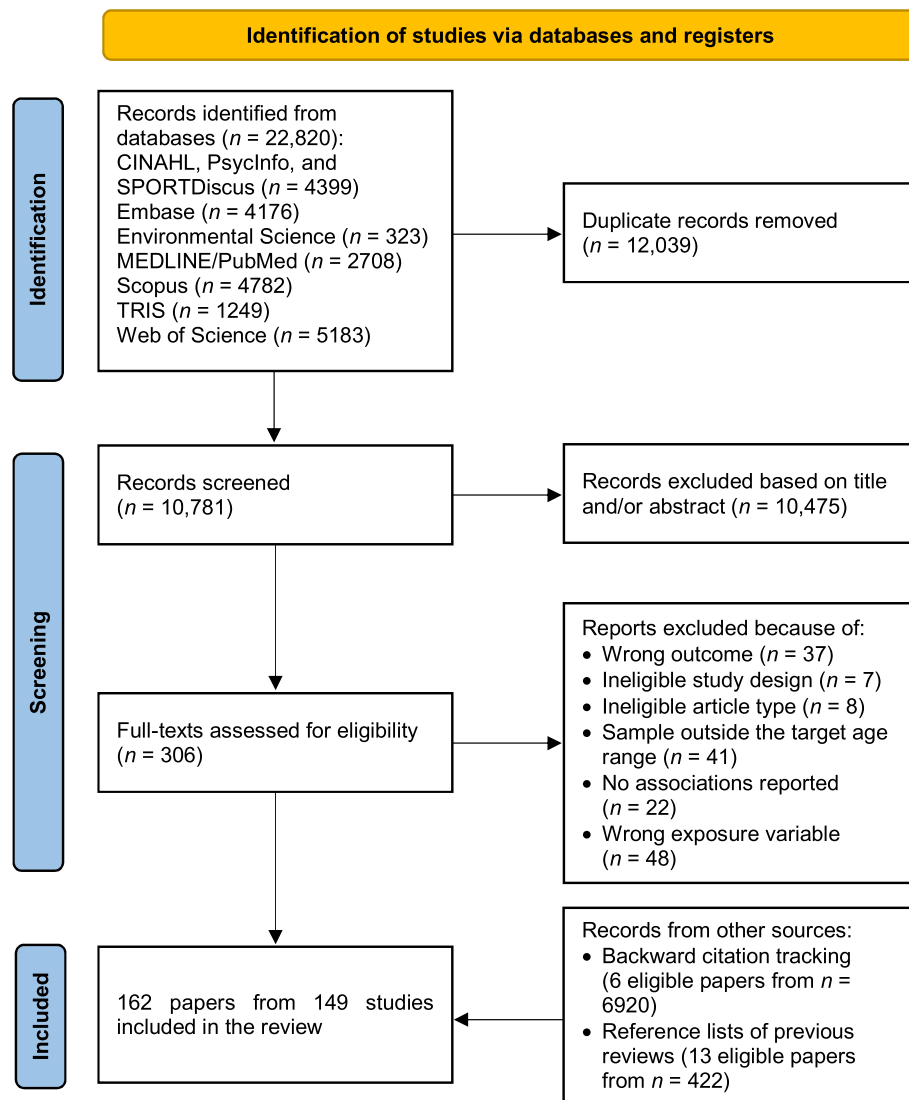 Identification of studies via databases and registers
Identification
Records identified from
databases (n = 22,820):
CINAHL, PsycInfo, and
SPORTDiscus (n = 4399)
Embase (n = 4176)
Environmental Science (n = 323)
MEDLINE/PubMed (n = 2708)
Scopus (n = 4782)
TRIS (n = 1249)
Web of Science (n = 5183)
Duplicate records removed
(n = 12,039)
Screening
Records screened
(n = 10,781)
Records excluded based on title
and/or abstract (n = 10,475)
Full-texts assessed for eligibility
(n = 306)
Reports excluded because of:
• Wrong outcome (n = 37)
• Ineligible study design (n = 7)
• Ineligible article type (n = 8)
• Sample outside the target age
range (n = 41)
• No associations reported
(n = 22)
• Wrong exposure variable
(n = 48)
Included
162 papers from 149 studies
included in the review
Records from other sources:
• Backward citation tracking
(6 eligible papers from n =
6920)
• Reference lists of previous
reviews (13 eligible papers
from n = 422)